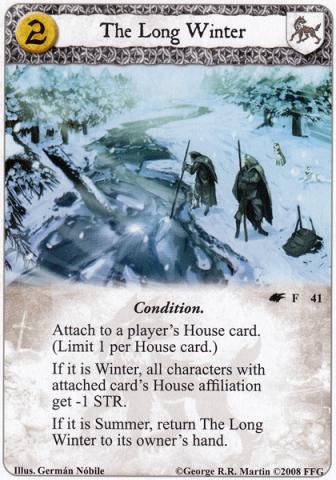 2 The Long Winter
F 41
Condition.
Attach to a player's House card.
(Limit 1 per House card.)
If it is Winter, all characters with
attached card's House affiliation
get -1 STR.
If it is Summer, return The Long
Winter to its owner's hand.
Illus. Germán Nóbile ©George R.R. Martin ©2008 FFG